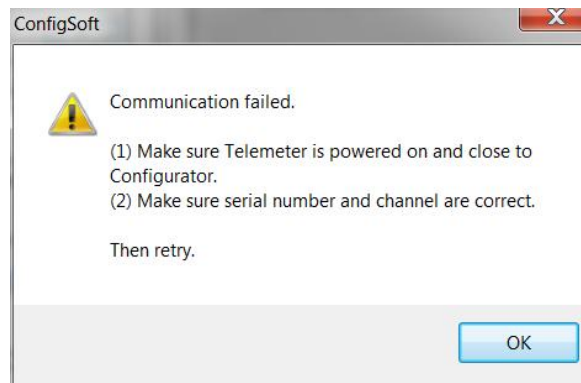 ConfigSoft
Communication failed.
(1) Make sure Telemeter is powered on and close to
Configurator.
(2) Make sure serial number and channel are correct.
Then retry.
OK